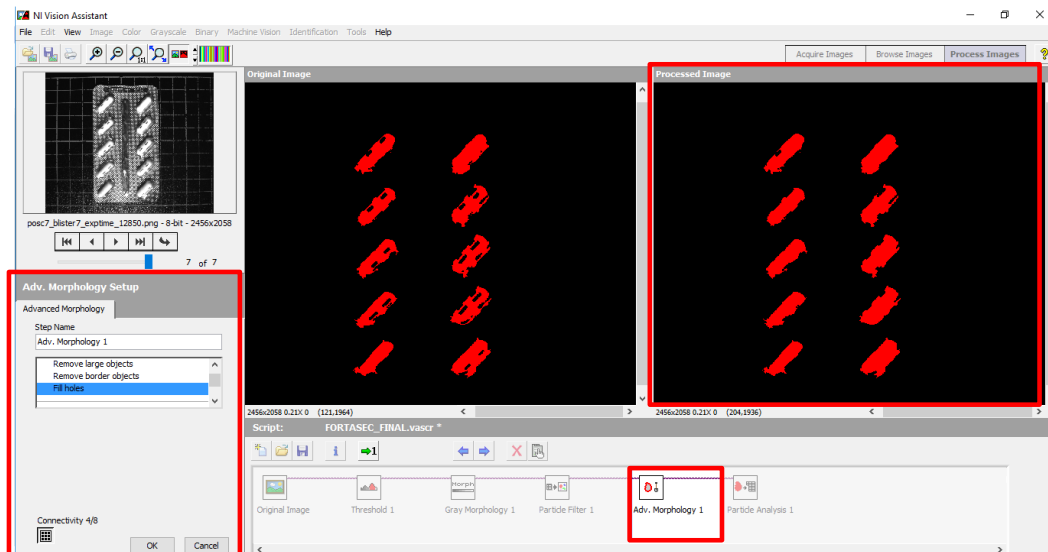 NI Vision Assistant
File Edit View Image Color Grayscale Binary Machine Vision Identification Tools Help
Acquire Images Browse Images Process Images
Original Image
Processed Image
posc7_blister7_exptime_12850.png - 8-bit - 2456x2058
7 of 7
Adv. Morphology Setup
Advanced Morphology
Step Name
Adv. Morphology 1
Remove large objects
Remove border objects
Fill holes
Connectivity 4/8
OK Cancel
2456x2058 0.21X 0 (121,1964)
2456x2058 0.21X 0 (204,1936)
Script: FORTASEC_FINAL.vascr *
1
Morph
Original Image Threshold 1 Gray Morphology 1 Particle Filter 1 Adv. Morphology 1 Particle Analysis 1